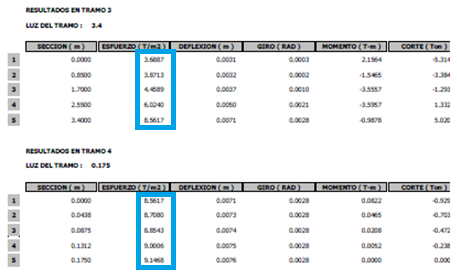 RESULTADOS EN TRAMO 3
LUZ DEL TRAMO : 3.4
SECCION ( m ) ESFUERZO ( T/m2 ) DEFLEXION ( m ) GIRO ( RAD ) MOMENTO ( T-m ) CORTE ( Ton )
1 0.0000 3.6887 0.0031 0.0003 2.1564 -5.314
2 0.8500 3.8713 0.0032 0.0002 -1.5465 -3.384
3 1.7000 4.4589 0.0037 0.0010 -3.5557 -1.293
4 2.5500 6.0240 0.0050 0.0021 -3.5957 1.332
5 3.4000 8.5617 0.0071 0.0028 -0.9878 5.020
RESULTADOS EN TRAMO 4
LUZ DEL TRAMO : 0.175
SECCION ( m ) ESFUERZO ( T/m2 ) DEFLEXION ( m ) GIRO ( RAD ) MOMENTO ( T-m ) CORTE ( Ton )
1 0.0000 8.5617 0.0071 0.0028 0.0822 -0.929
2 0.0438 8.7080 0.0073 0.0028 0.0465 -0.703
3 0.0875 8.8543 0.0074 0.0028 0.0208 -0.472
4 0.1312 9.0006 0.0075 0.0028 0.0052 -0.238
5 0.1750 9.1468 0.0076 0.0028 0.0000 0.000